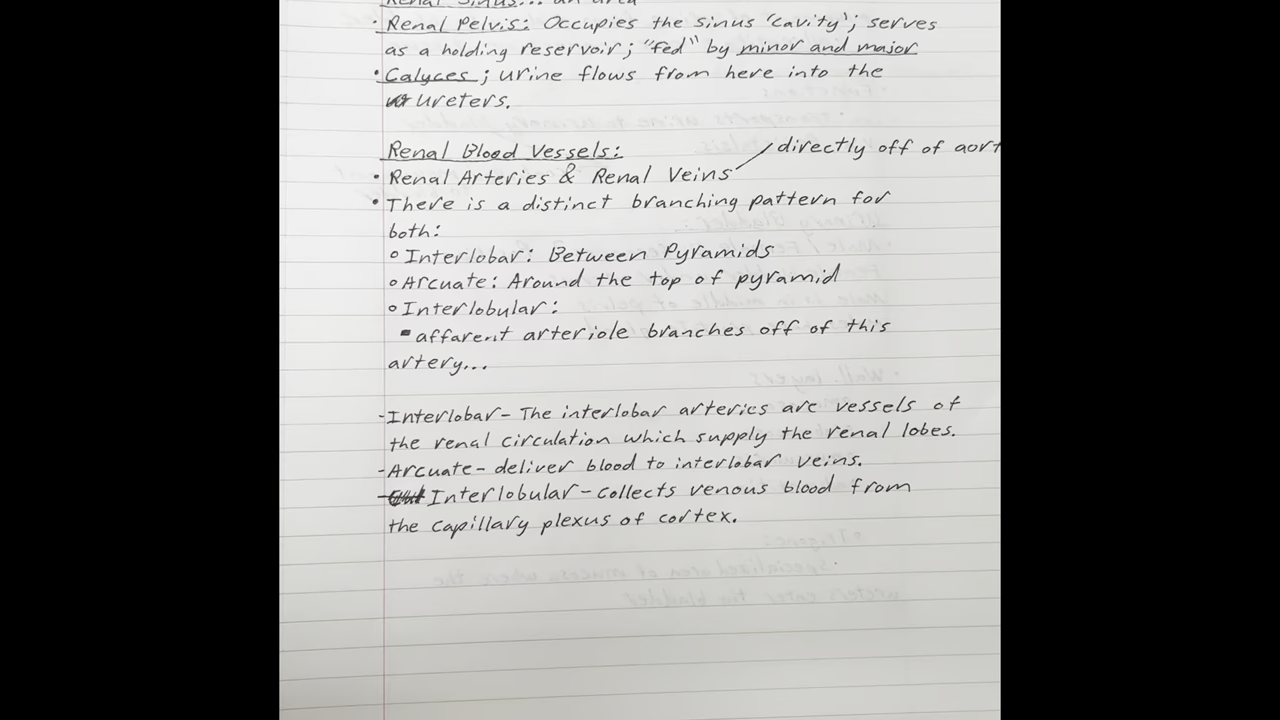 Renal Sinus... an area
· Renal Pelvis: Occupies the sinus 'cavity'; serves
as a holding reservoir; "fed" by minor and major
· Calyces; urine flows from here into the
ureters.
Renal Blood Vessels:
directly off of aort
• Renal Arteries & Renal Veins
• There is a distinct branching pattern for
both:
o Interlobar: Between Pyramids
o Arcuate: Around the top of pyramid
o Interlobular:
▪ affarent arteriole branches off of this
artery...
- Interlobar - The interlobar arteries are vessels of
the renal circulation which supply the renal lobes.
- Arcuate - deliver blood to interlobar veins.
- Interlobular - collects venous blood from
the capillary plexus of cortex.